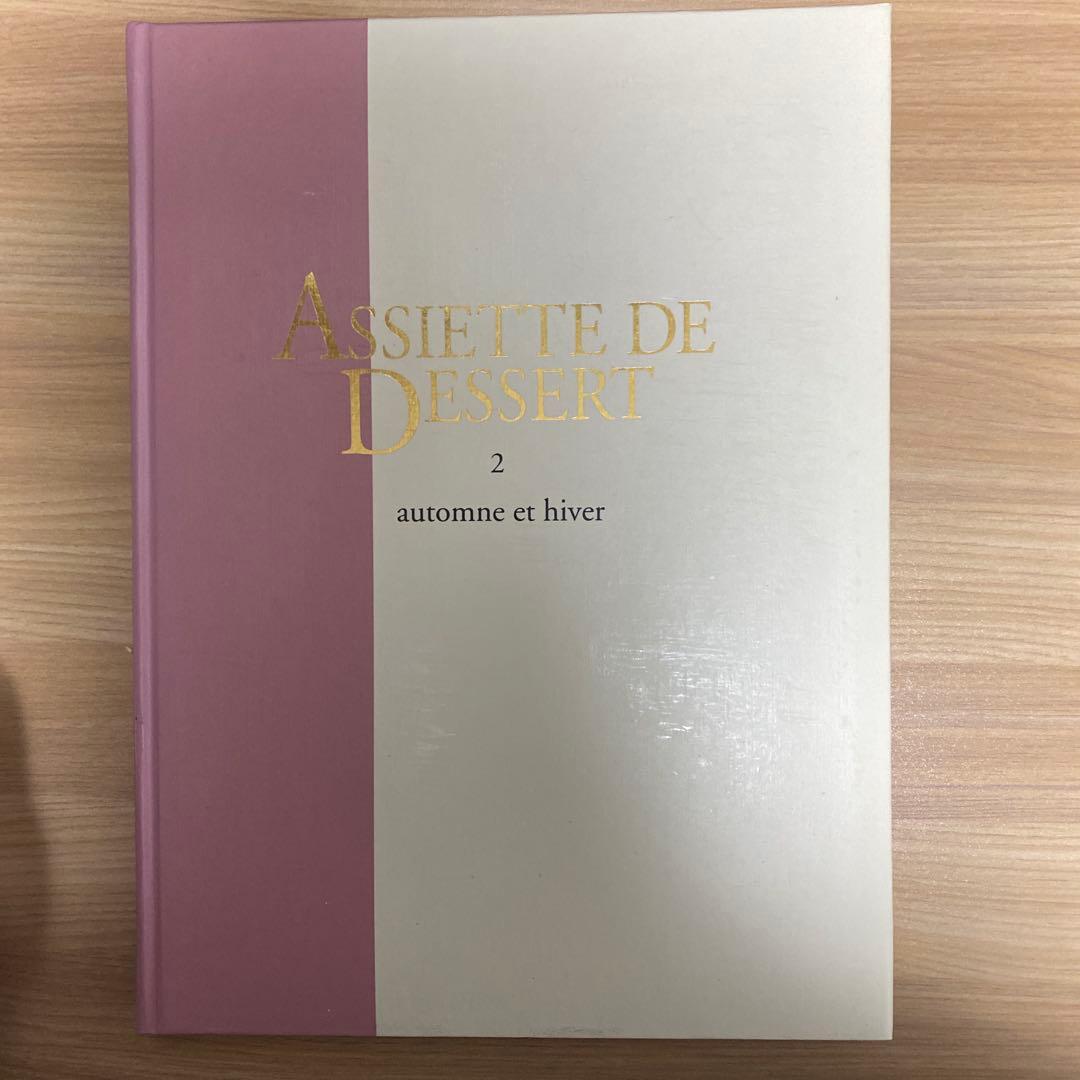 ASSIETTE DE
DESSERT
2
automne et hiver